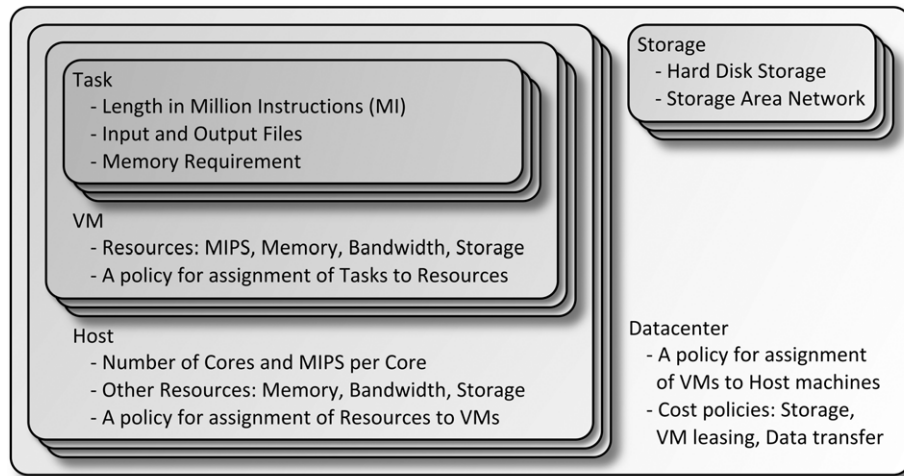 Task
- Length in Million Instructions (MI)
- Input and Output Files
- Memory Requirement
VM
- Resources: MIPS, Memory, Bandwidth, Storage
- A policy for assignment of Tasks to Resources
Host
- Number of Cores and MIPS per Core
- Other Resources: Memory, Bandwidth, Storage
- A policy for assignment of Resources to VMs
Storage
- Hard Disk Storage
- Storage Area Network
Datacenter
- A policy for assignment
of VMs to Host machines
- Cost policies: Storage,
VM leasing, Data transfer